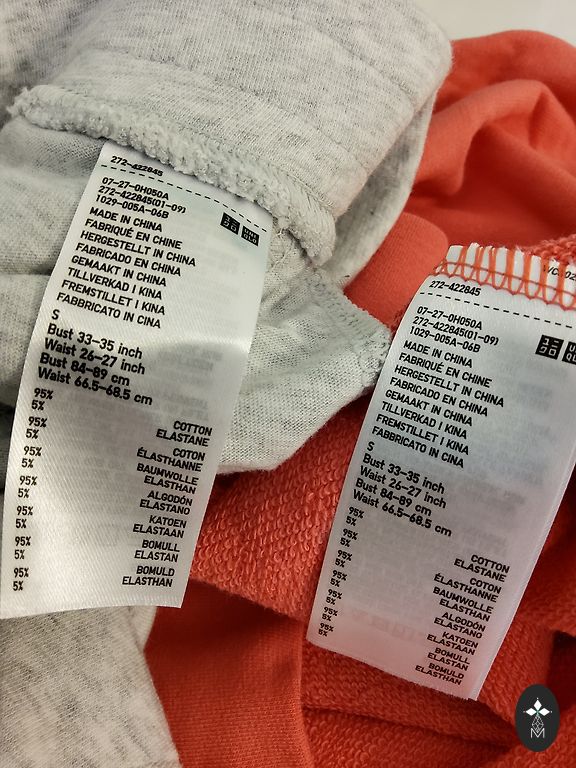 272-422845
07-27-0H050A
272-422845(01-09)
1029-005A-06B
MADE IN CHINA
FABRIQUÉ EN CHINE
HERGESTELLT IN CHINA
FABRICADO EN CHINA
GEMAAKT IN CHINA
TILLVERKAD I KINA
FREMSTILLET I KINA
FABBRICATO IN CINA
S
Bust 33-35 inch
Waist 26-27 inch
Bust 84-89 cm
Waist 66.5-68.5 cm
95% COTTON
5% ELASTANE
95% COTON
5% ÉLASTHANNE
95% BAUMWOLLE
5% ELASTHAN
95% ALGODÓN
5% ELASTANO
95% KATOEN
5% ELASTAAN
95% BOMULL
5% ELASTAN
95% BOMULD
5% ELASTHAN
272-422845
07-27-0H050A
272-422845(01-09)
1029-005A-06B
MADE IN CHINA
FABRIQUÉ EN CHINE
HERGESTELLT IN CHINA
FABRICADO EN CHINA
GEMAAKT IN CHINA
TILLVERKAD I KINA
FREMSTILLET I KINA
FABBRICATO IN CINA
S
Bust 33-35 inch
Waist 26-27 inch
Bust 84-89 cm
Waist 66.5-68.5 cm
95% COTTON
5% ELASTANE
95% COTON
5% ÉLASTHANNE
95% BAUMWOLLE
5% ELASTHAN
95% ALGODÓN
5% ELASTANO
95% KATOEN
5% ELASTAAN
95% BOMULL
5% ELASTAN
95% BOMULD
5% ELASTHAN
M